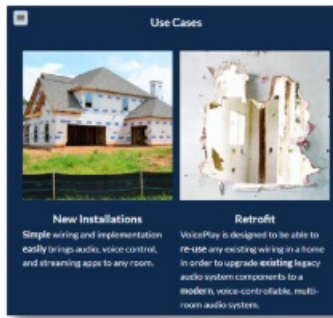 Use Cases
New Installations
Simple wiring and implementation
easily brings audio, voice control,
and streaming apps to any room.
Retrofit
VoicePlay is designed to be able to
re-use any existing wiring in a home
in order to upgrade existing legacy
audio system components to a
modern, voice-controllable, multi-
room audio system.